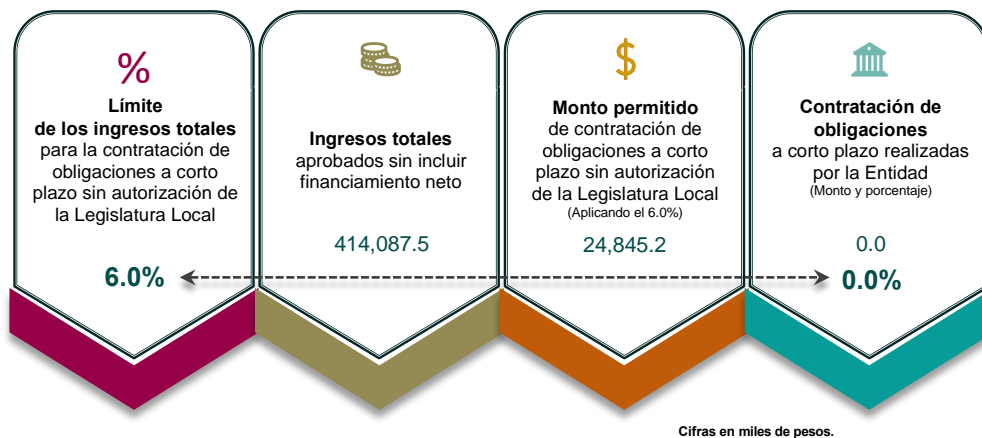 %
Límite
de los ingresos totales
para la contratación de
obligaciones a corto
plazo sin autorización de
la Legislatura Local
6.0%
Ingresos totales
aprobados sin incluir
financiamiento neto
414,087.5
$
Monto permitido
de contratación de
obligaciones a corto
plazo sin autorización
de la Legislatura Local
(Aplicando el 6.0%)
24,845.2
Contratación de
obligaciones
a corto plazo realizadas
por la Entidad
(Monto y porcentaje)
0.0
0.0%
Cifras en miles de pesos.